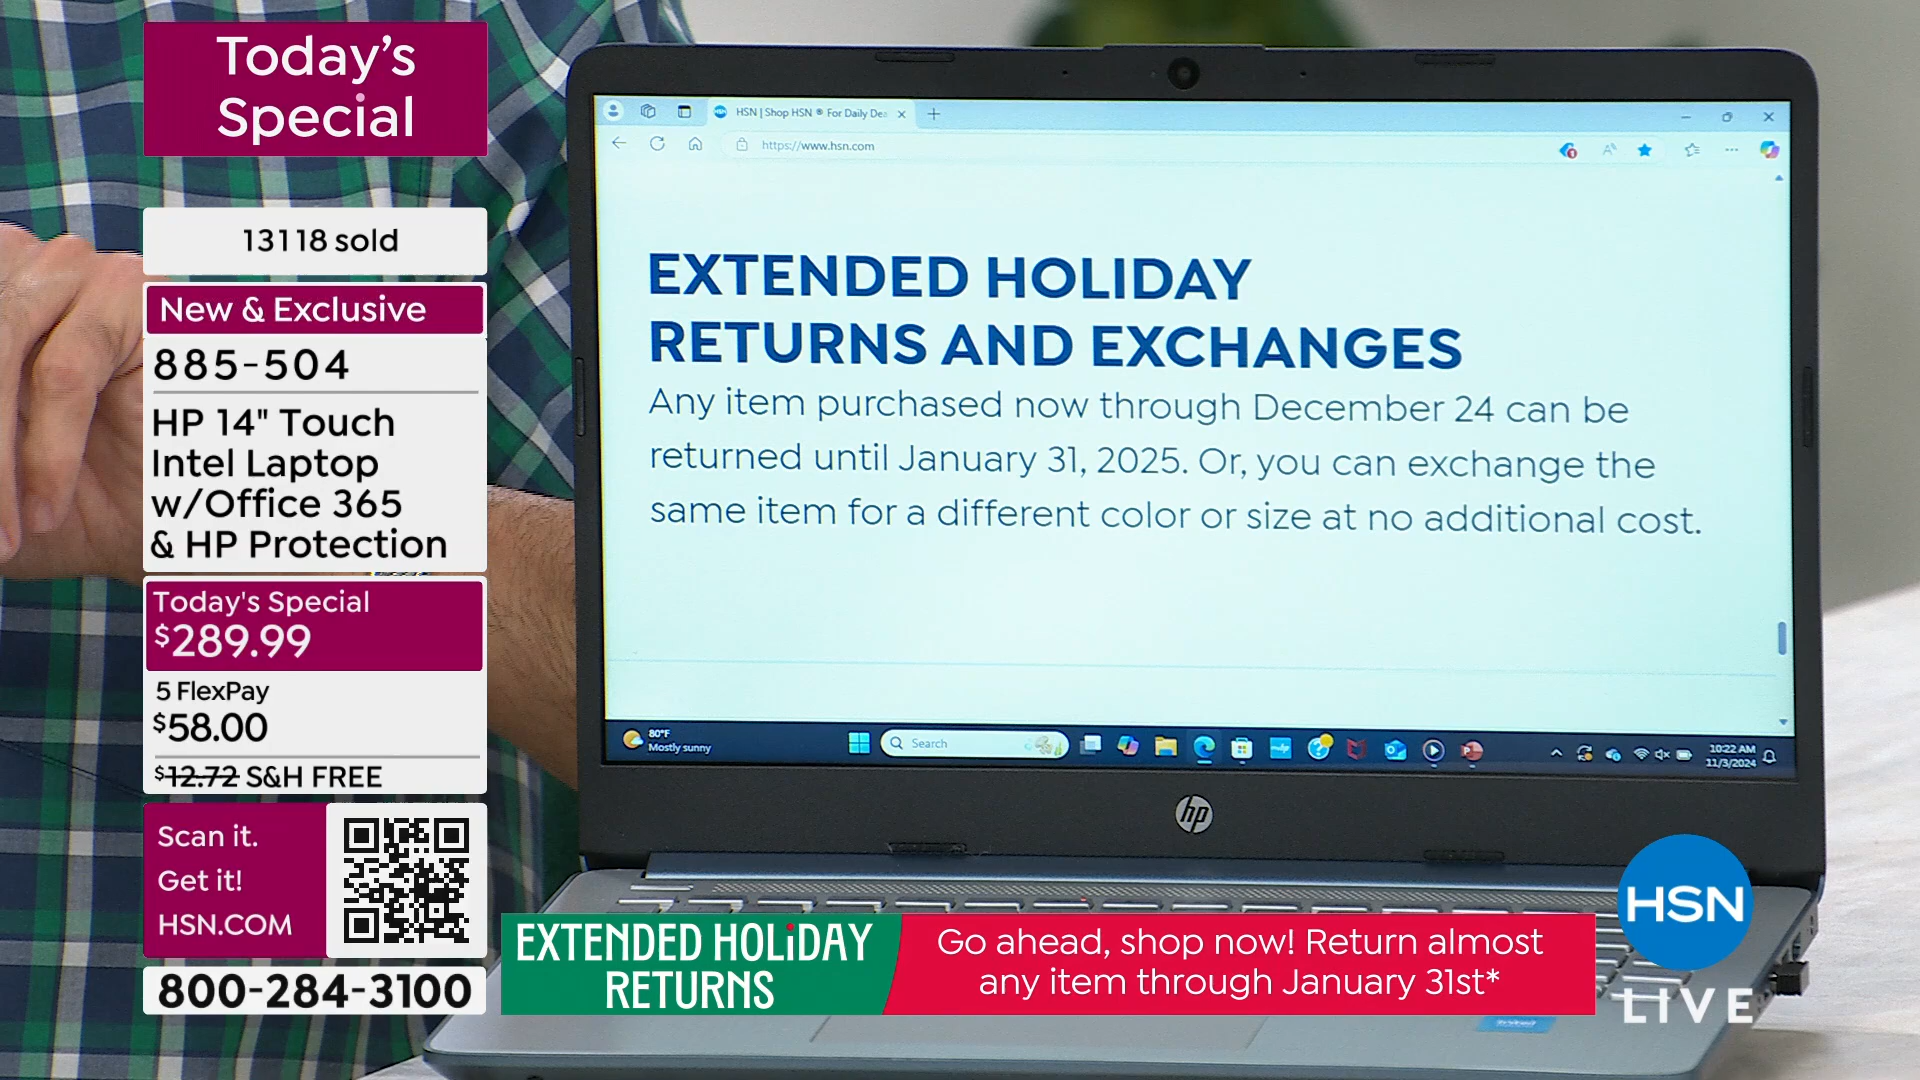 Today's
Special
13118 sold
New & Exclusive
885-504
HP 14" Touch
Intel Laptop
w/Office 365
& HP Protection
Today's Special
$289.99
5 FlexPay
$58.00
$12.72 S&H FREE
Scan it.
Get it!
HSN.COM
800-284-3100
HSN | Shop HSN ® For Daily Dea
https://www.hsn.com
EXTENDED HOLIDAY
RETURNS AND EXCHANGES
Any item purchased now through December 24 can be
returned until January 31, 2025. Or, you can exchange the
same item for a different color or size at no additional cost.
80°F
Mostly sunny
Search
10:22 AM
11/3/2024
hp
EXTENDED HOLiDAY
RETURNS
Go ahead, shop now! Return almost
any item through January 31st*
HSN
LIVE